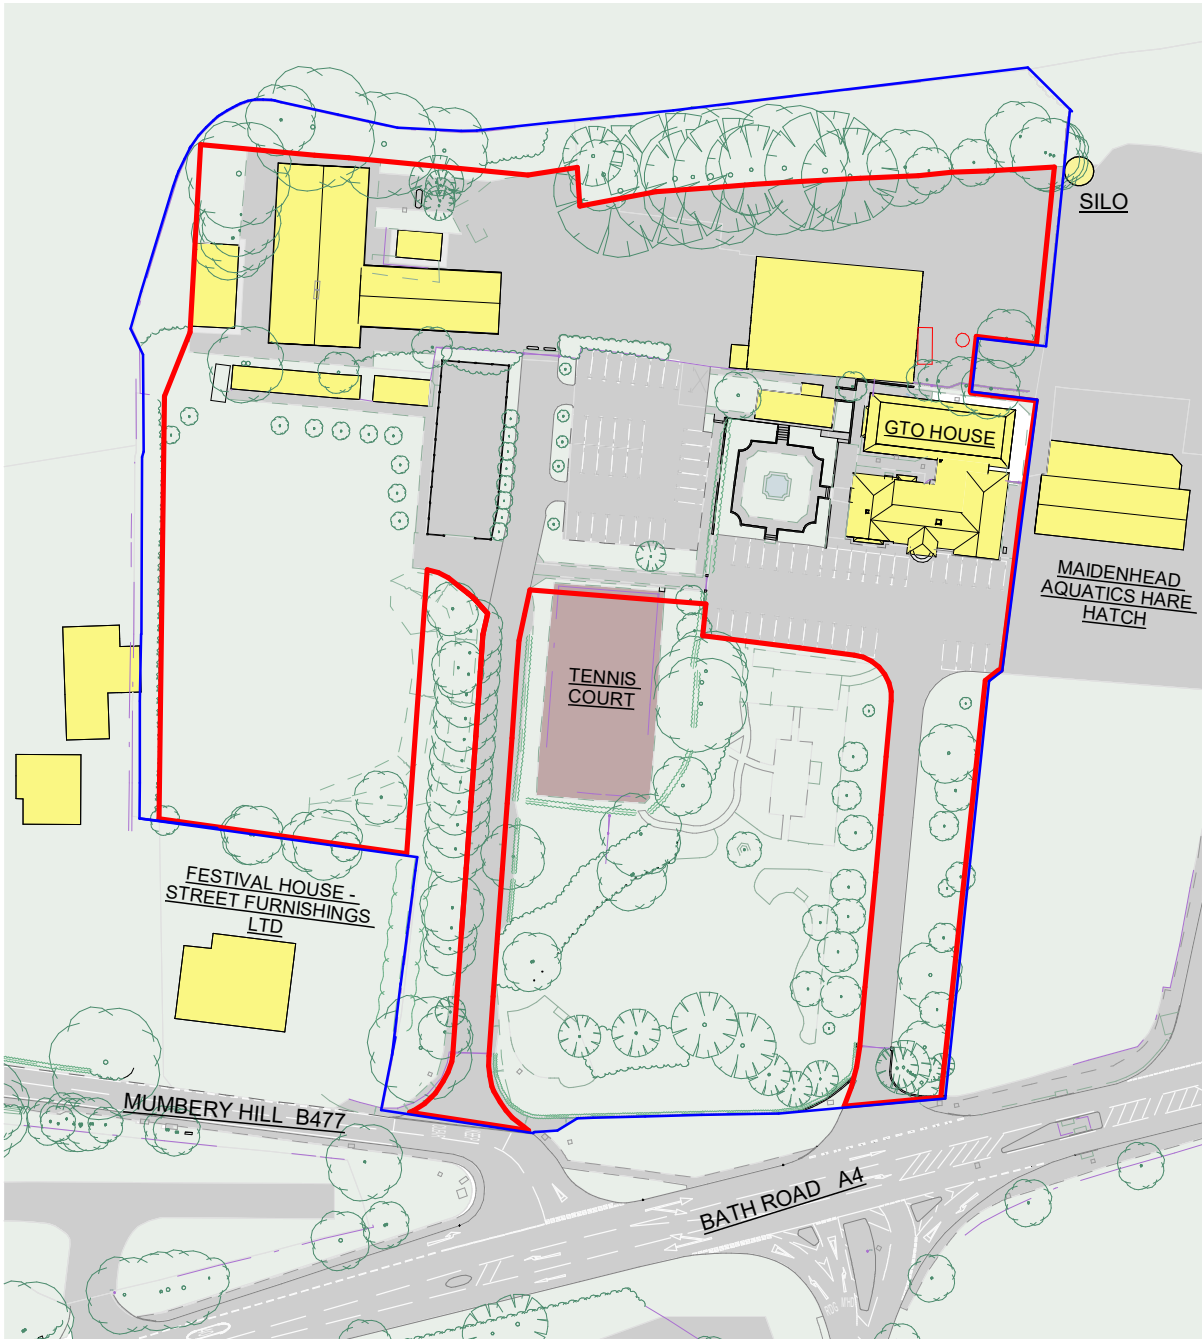 SILO
GTO HOUSE
MAIDENHEAD
AQUATICS HARE
HATCH
TENNIS
COURT
FESTIVAL HOUSE -
STREET FURNISHINGS
LTD
MUMBERY HILL B477
BATH ROAD A4